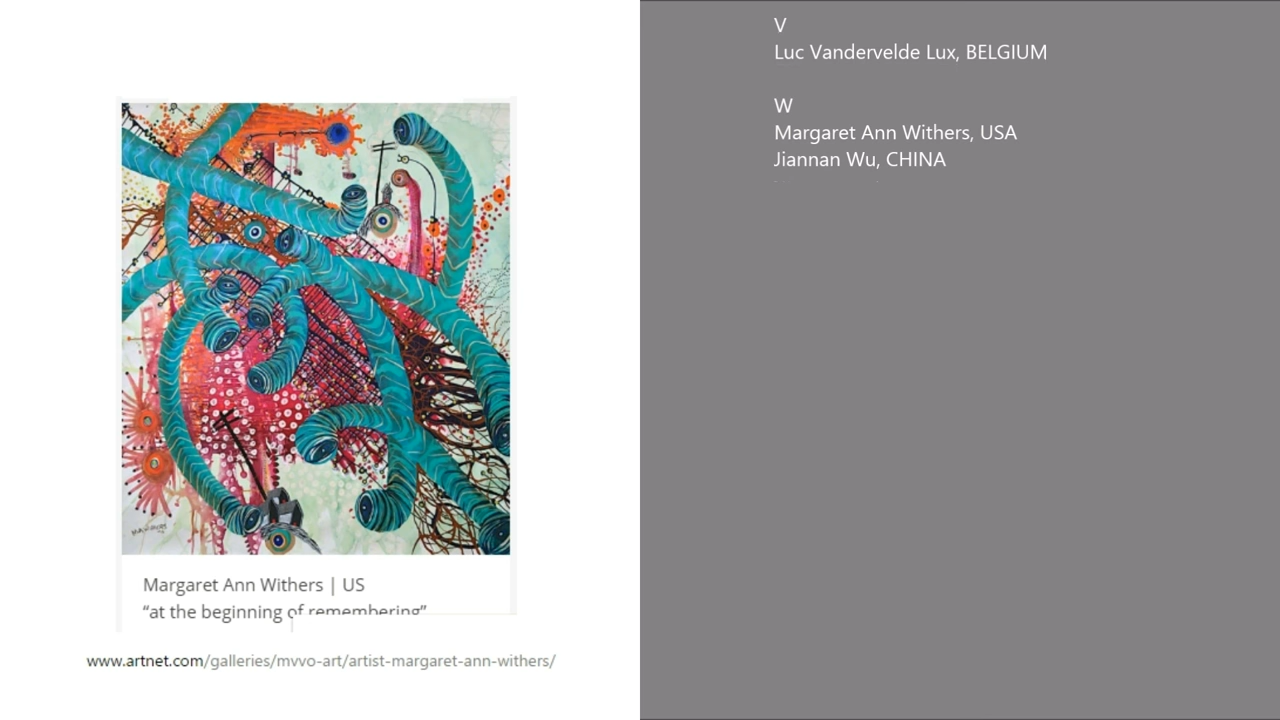 Margaret Ann Withers | US
“at the beginning of remembering”
www.artnet.com/galleries/mvvo-art/artist-margaret-ann-withers/
V
Luc Vandervelde Lux, BELGIUM
W
Margaret Ann Withers, USA
Jiannan Wu, CHINA